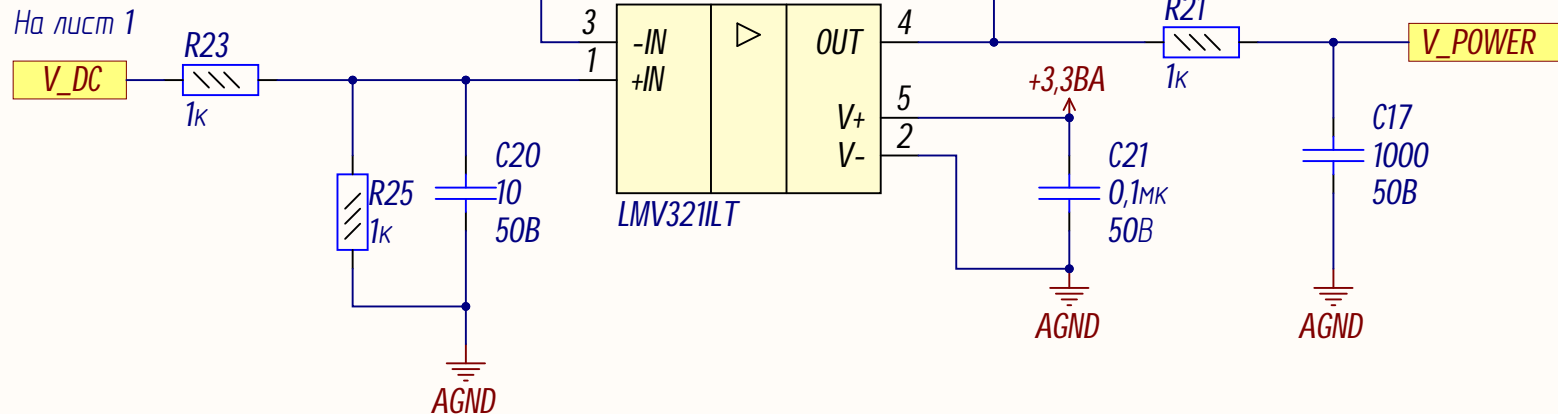 На лист 1
V_DC
R23
1к
R25
1к
C20
10
50В
AGND
3
1
-IN
+IN
OUT
V+
V-
4
5
2
LMV321ILT
+3,3ВА
C21
0,1мк
50В
AGND
R21
1к
C17
1000
50В
AGND
V_POWER